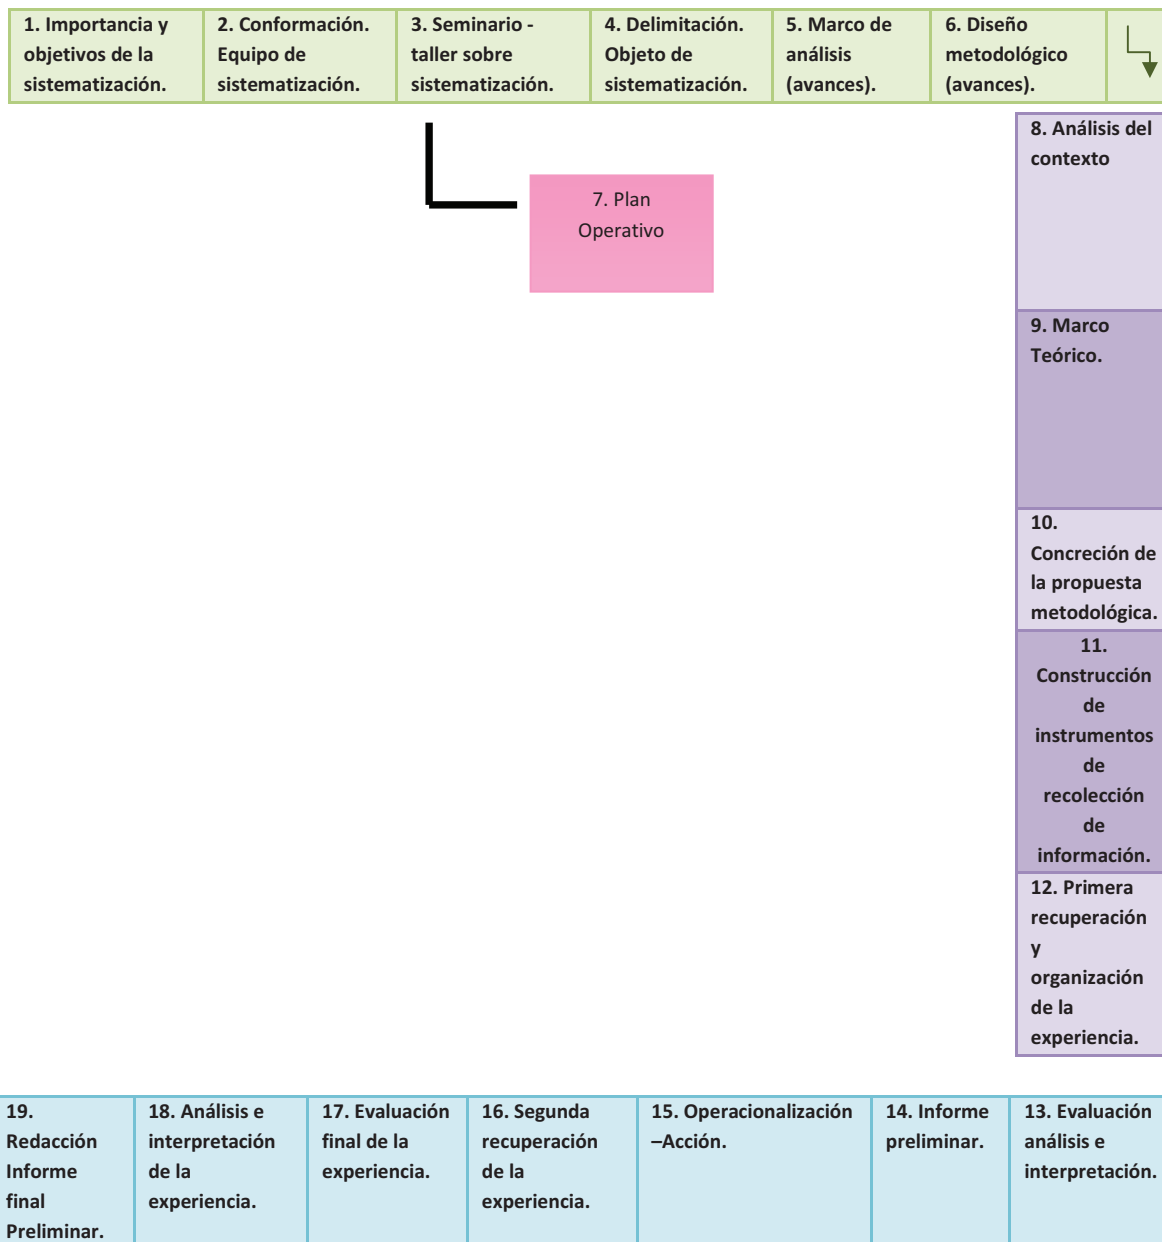 1. Importancia y
objetivos de la
sistematización.
2. Conformación.
Equipo de
sistematización.
3. Seminario -
taller sobre
sistematización.
4. Delimitación.
Objeto de
sistematización.
5. Marco de
análisis
(avances).
6. Diseño
metodológico
(avances).
7. Plan
Operativo
8. Análisis del
contexto
9. Marco
Teórico.
10.
Concreción de
la propuesta
metodológica.
11.
Construcción
de
instrumentos
de
recolección
de
información.
12. Primera
recuperación
y
organización
de la
experiencia.
19.
Redacción
Informe
final
Preliminar.
18. Análisis e
interpretación
de la
experiencia.
17. Evaluación
final de la
experiencia.
16. Segunda
recuperación
de la
experiencia.
15. Operacionalización
–Acción.
14. Informe
preliminar.
13. Evaluación
análisis e
interpretación.